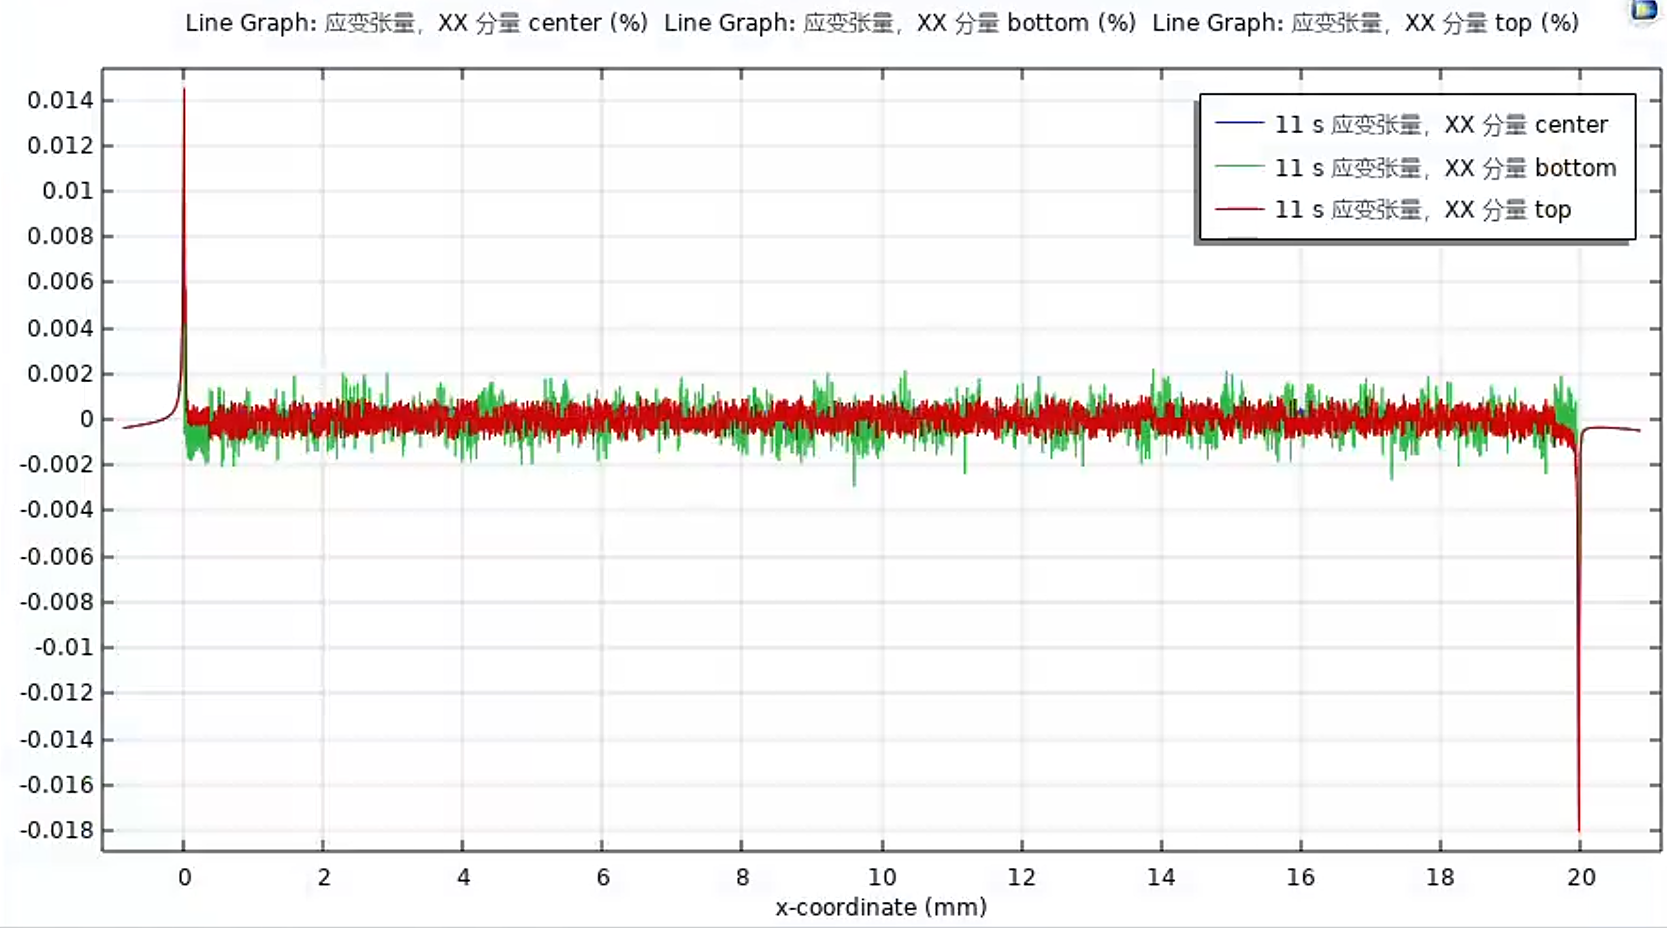 Line Graph: 应变张量，XX 分量 center (%) Line Graph: 应变张量，XX 分量 bottom (%) Line Graph: 应变张量，XX 分量 top (%)
0.014
0.012
0.01
0.008
0.006
0.004
0.002
0
-0.002
-0.004
-0.006
-0.008
-0.01
-0.012
-0.014
-0.016
-0.018
11 s 应变张量，XX 分量 center
11 s 应变张量，XX 分量 bottom
11 s 应变张量，XX 分量 top
0 2 4 6 8 10 12 14 16 18 20
x-coordinate (mm)